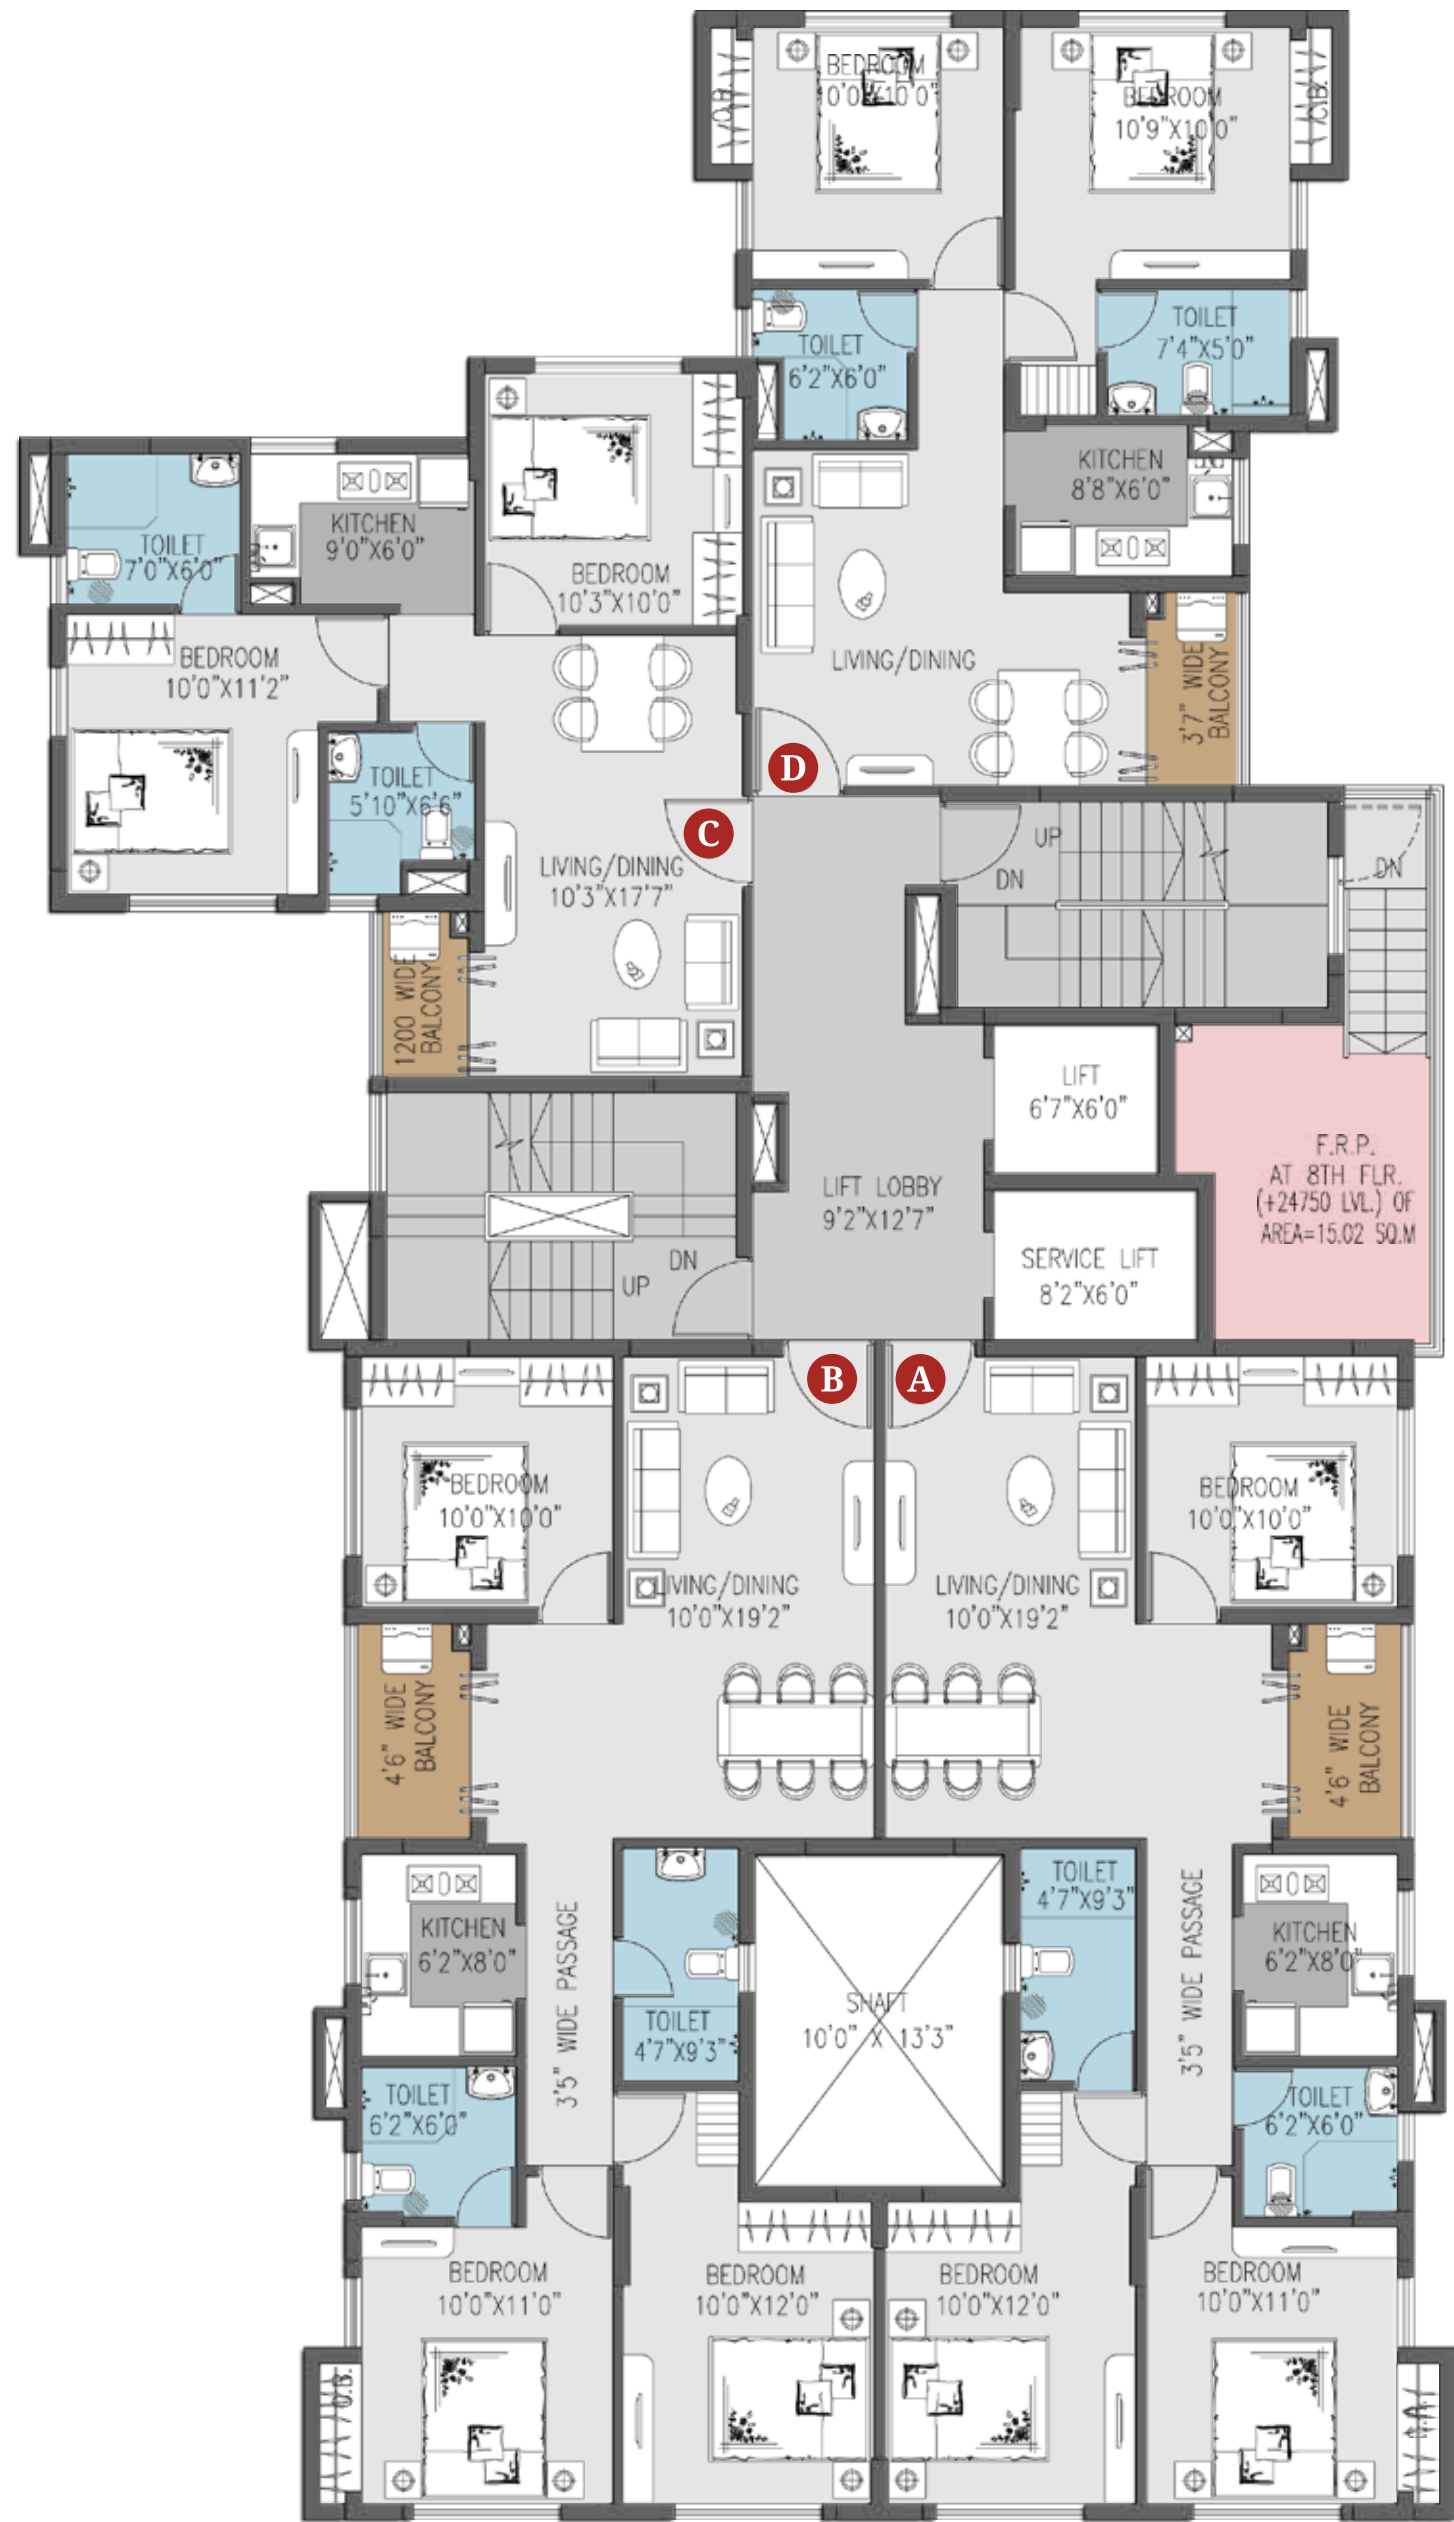 BEDROOM
10'0"X10'0"
BEDROOM
10'9"X10'0"
O.B.
TOILET
6'2"X6'0"
TOILET
7'4"X5'0"
KITCHEN
8'8"X6'0"
TOILET
7'0"X6'0"
KITCHEN
9'0"X6'0"
BEDROOM
10'3"X10'0"
BEDROOM
10'0"X11'2"
LIVING/DINING
3'7" WIDE
BALCONY
D
C
TOILET
5'10"X6'6"
LIVING/DINING
10'3"X17'7"
1200 WIDE
BALCONY
UP
DN
DN
LIFT
6'7"X6'0"
F.R.P.
AT 8TH FLR.
(+24750 LVL.) OF
AREA=15.02 SQ.M
LIFT LOBBY
9'2"X12'7"
SERVICE LIFT
8'2"X6'0"
DN
UP
B
A
BEDROOM
10'0"X10'0"
LIVING/DINING
10'0"X19'2"
LIVING/DINING
10'0"X19'2"
BEDROOM
10'0"X10'0"
4'6" WIDE
BALCONY
4'6" WIDE
BALCONY
KITCHEN
6'2"X8'0"
3'5" WIDE PASSAGE
TOILET
4'7"X9'3"
SHAFT
10'0" X 13'3"
TOILET
4'7"X9'3"
3'5" WIDE PASSAGE
KITCHEN
6'2"X8'0"
TOILET
6'2"X6'0"
TOILET
6'2"X6'0"
BEDROOM
10'0"X11'0"
BEDROOM
10'0"X12'0"
BEDROOM
10'0"X12'0"
BEDROOM
10'0"X11'0"
O.B.